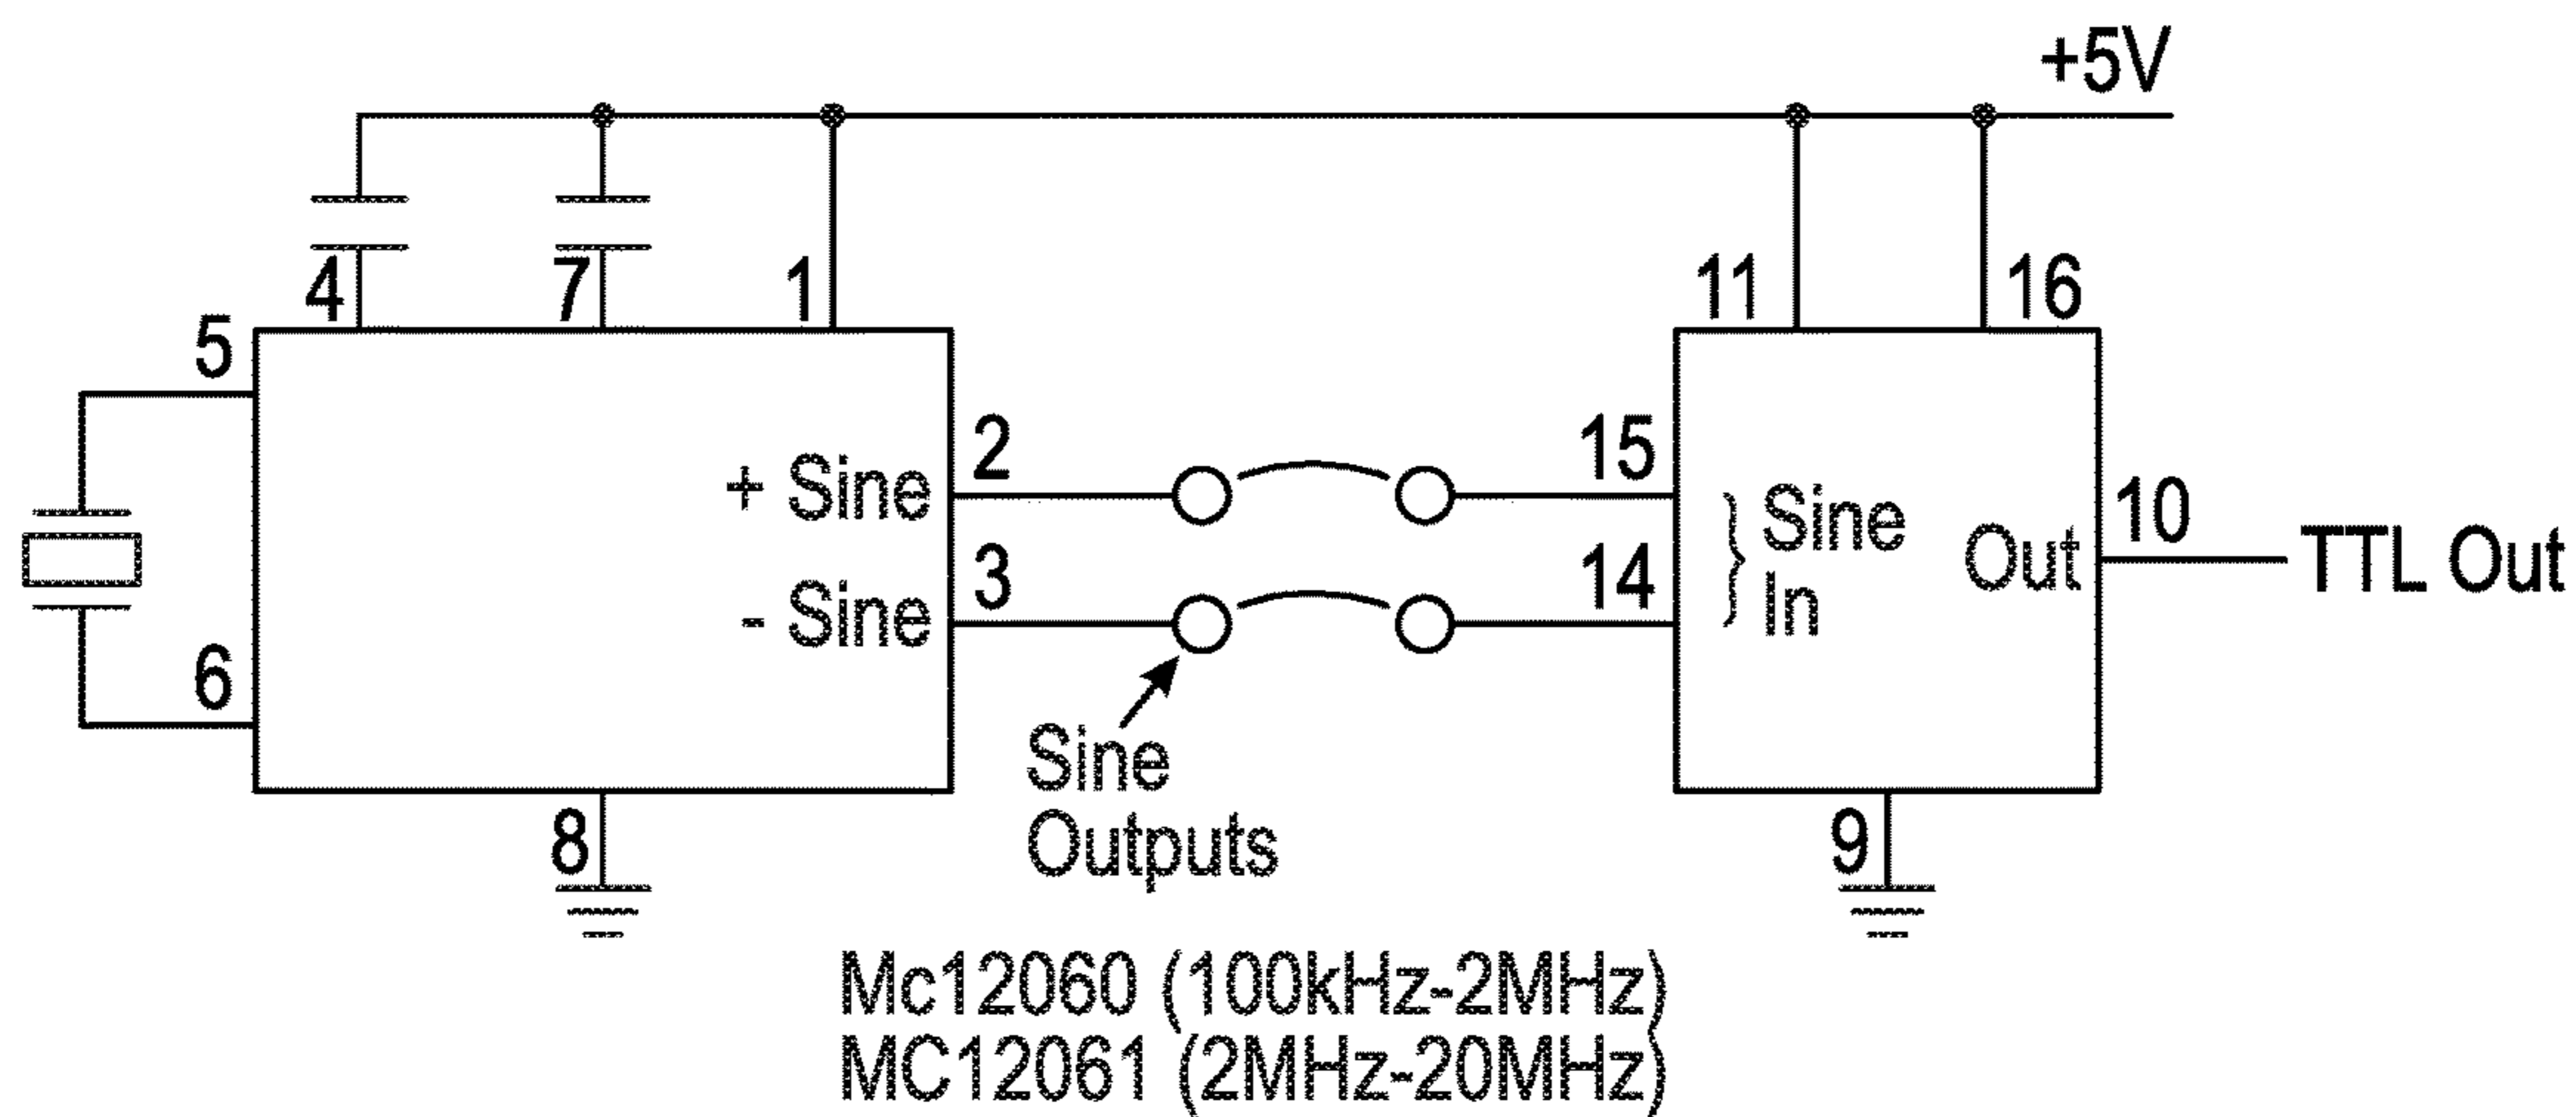 +5V
4
7
1
11
16
5
2
15
+ Sine
Sine
10
3
14
Out
TTL Out
- Sine
In
6
Sine
Outputs
8
9
Mc12060 (100kHz-2MHz)
MC12061 (2MHz-20MHz)